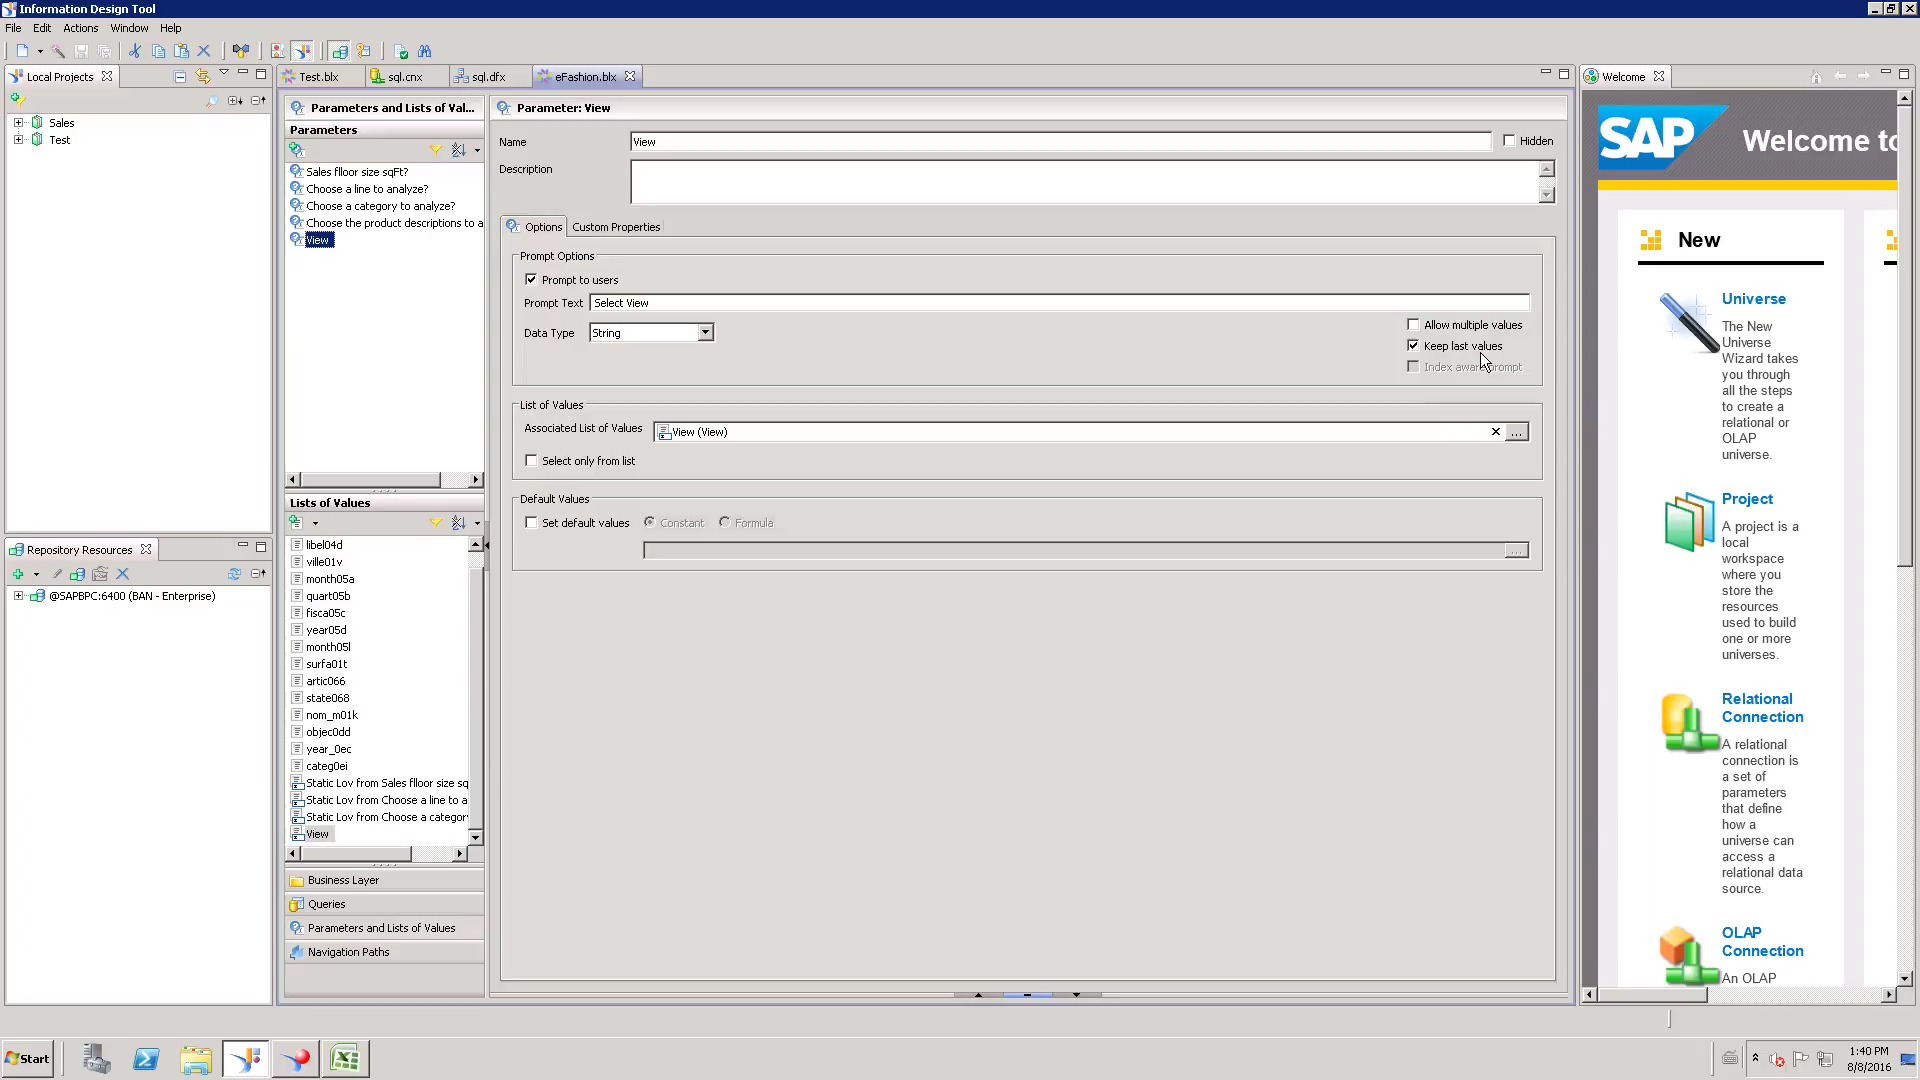 Information Design Tool
File Edit Actions Window Help
Local Projects
Sales
Test
Repository Resources
@SAPBPC:6400 (BAN - Enterprise)
Test.blx
sql.cnx
sql.dfx
eFashion.blx
Parameters and Lists of Val...
Parameters
Sales flloor size sqFt?
Choose a line to analyze?
Choose a category to analyze?
Choose the product descriptions to a
View
Lists of Values
libel04d
ville01v
month05a
quart05b
fisca05c
year05d
month05l
surfa01t
artic066
state068
nom_m01k
objec0dd
year_0ec
categ0ei
Static Lov from Sales flloor size sq
Static Lov from Choose a line to a
Static Lov from Choose a categor
View
Business Layer
Queries
Parameters and Lists of Values
Navigation Paths
Parameter: View
Name
View
Hidden
Description
Options
Custom Properties
Prompt Options
Prompt to users
Prompt Text
Select View
Data Type
String
Allow multiple values
Keep last values
Index aware prompt
List of Values
Associated List of Values
View (View)
...
Select only from list
Default Values
Set default values
Constant
Formula
...
Welcome
SAP
Welcome to
New
Universe
The New
Universe
Wizard takes
you through
all the steps
to create a
relational or
OLAP
universe.
Project
A project is a
local
workspace
where you
store the
resources
used to build
one or more
universes.
Relational
Connection
A relational
connection is
a set of
parameters
that define
how a
universe can
access a
relational data
source.
OLAP
Connection
An OLAP
Start
1:40 PM
8/8/2016